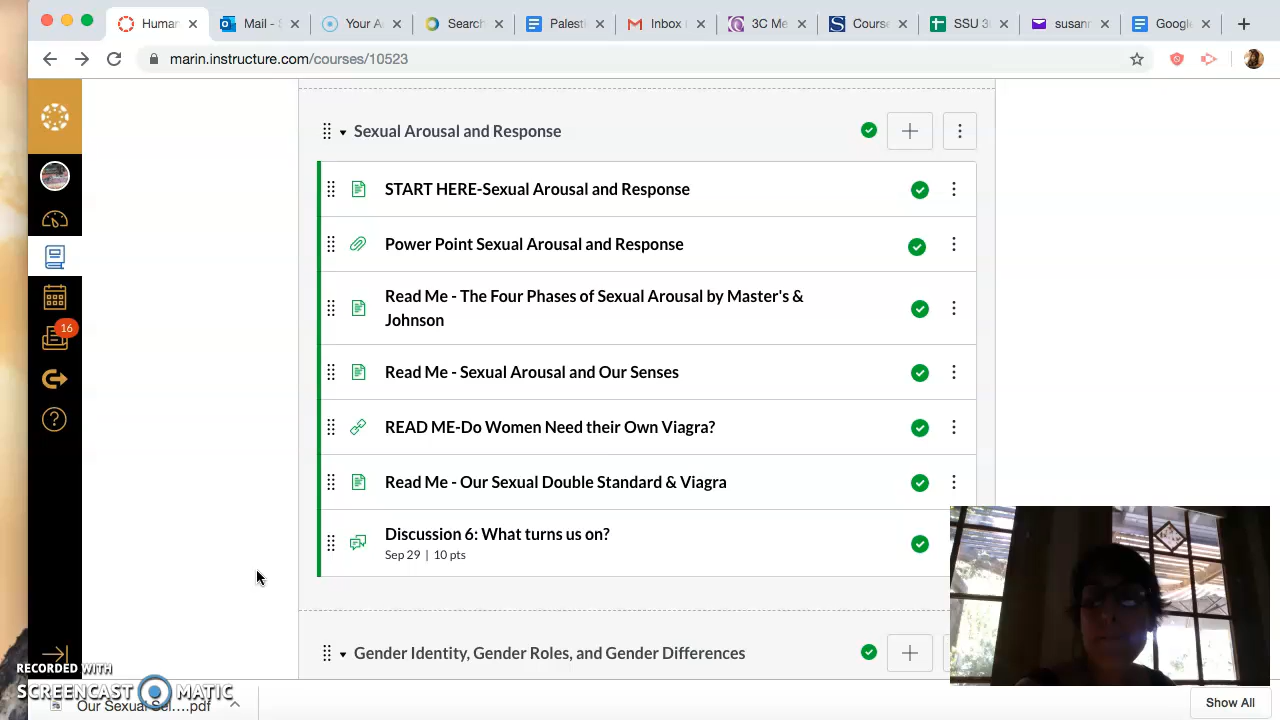 Human
Mail - S
Your A
Search
Palesti
Inbox (
3C Me
Course
SSU 3
susann
Google
marin.instructure.com/courses/10523
Sexual Arousal and Response
START HERE-Sexual Arousal and Response
Power Point Sexual Arousal and Response
Read Me - The Four Phases of Sexual Arousal by Master's &
Johnson
16
Read Me - Sexual Arousal and Our Senses
READ ME-Do Women Need their Own Viagra?
Read Me - Our Sexual Double Standard & Viagra
Discussion 6: What turns us on?
Sep 29 | 10 pts
Gender Identity, Gender Roles, and Gender Differences
RECORDED WITH
SCREENCAST MATIC
Our Sexual Sel....pdf
Show All